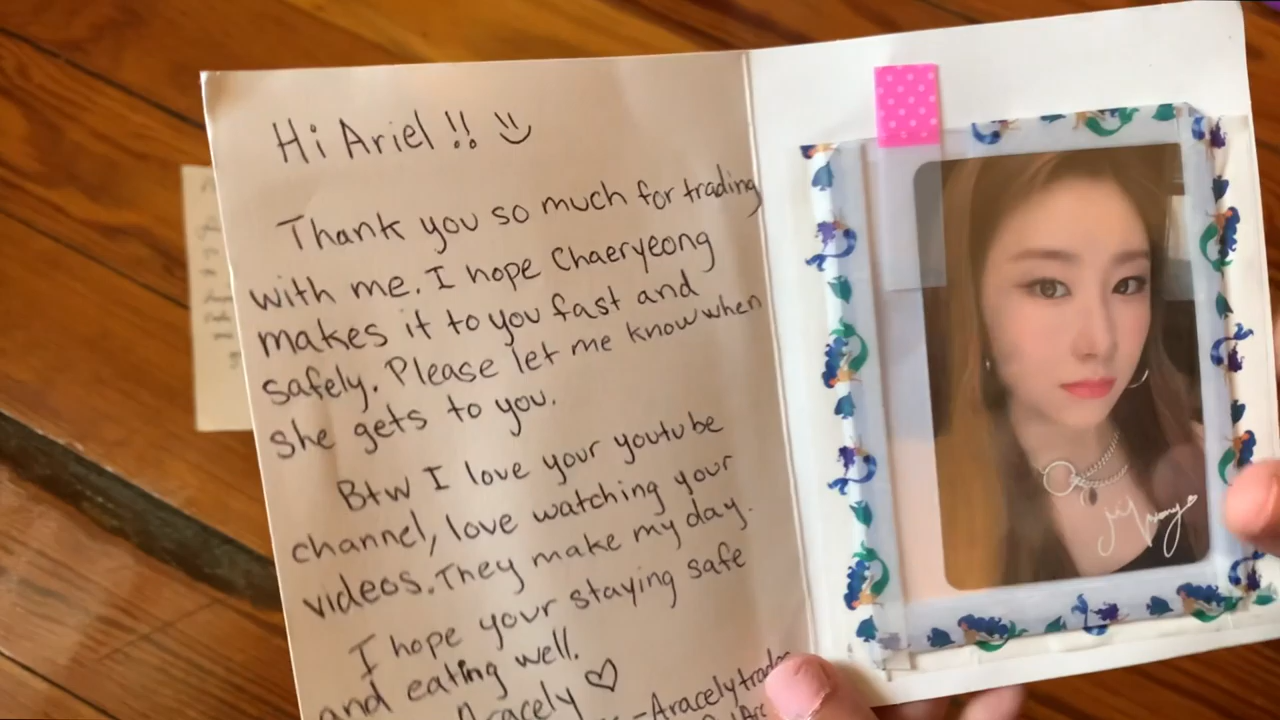 Hi Ariel !!
Thank you so much for trading
with me. I hope Chaeryeong
makes it to you fast and
safely. Please let me know when
she gets to you.
Btw I love your youtube
channel, love watching your
videos. They make my day.
I hope your staying safe
and eating well.
Aracely ♡
-Aracelytrades